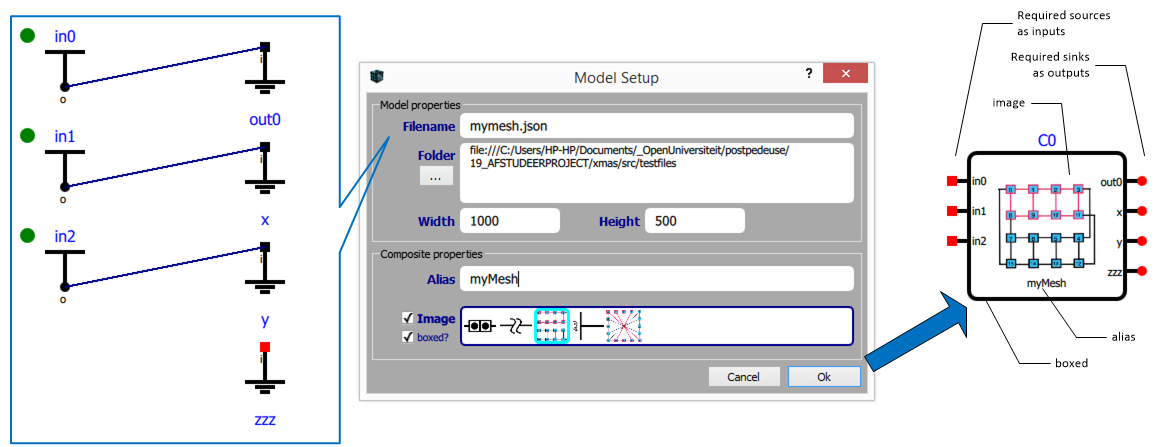 in0
o
i
out0
in1
o
i
x
in2
o
i
y
i
zzz
Model Setup
?
x
Model properties
Filename
mymesh.json
Folder
file:///C:/Users/HP-HP/Documents/_OpenUniversiteit/postpedeuse/
19_AFSTUDEERPROJECT/xmas/src/testfiles
...
Width
1000
Height
500
Composite properties
Alias
myMesh
Image
boxed?
Cancel
Ok
Required sources
as inputs
Required sinks
as outputs
image
C0
in0
in1
in2
out0
x
y
zzz
myMesh
alias
boxed